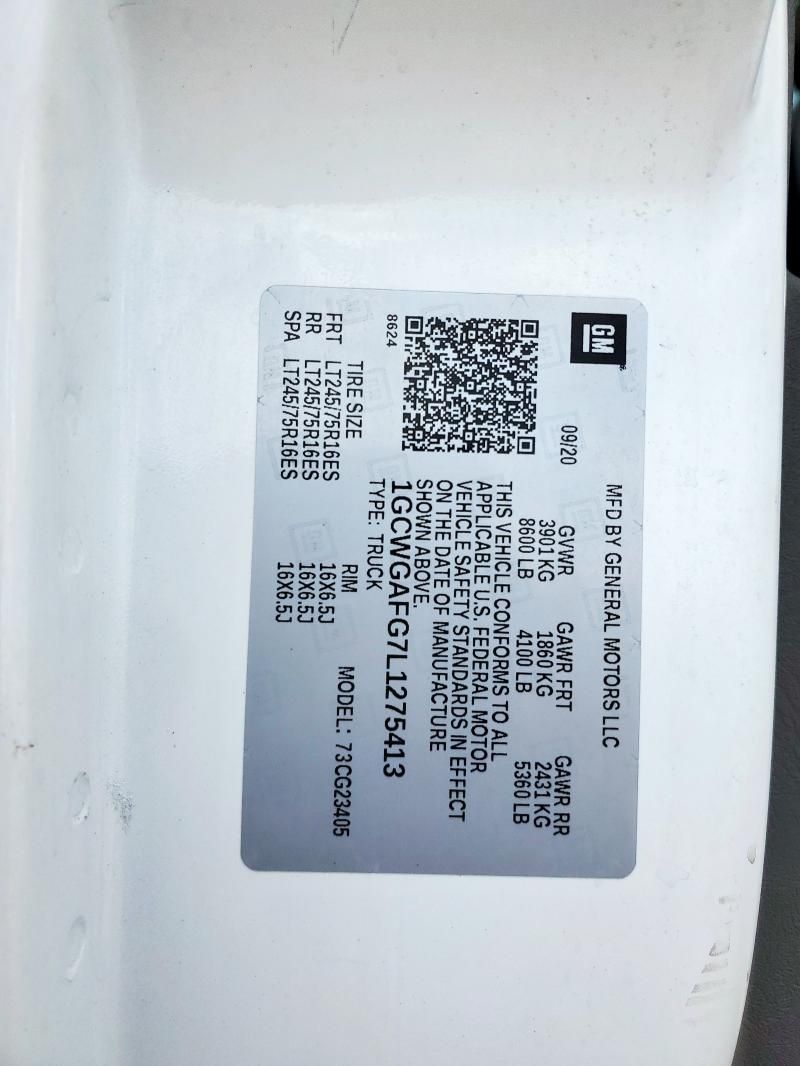 GM
MFD BY GENERAL MOTORS LLC
09/20
GVWR GAWR FRT GAWR RR
3901 KG 1860 KG 2431 KG
8600 LB 4100 LB 5360 LB
THIS VEHICLE CONFORMS TO ALL
APPLICABLE U.S. FEDERAL MOTOR
VEHICLE SAFETY STANDARDS IN EFFECT
ON THE DATE OF MANUFACTURE
SHOWN ABOVE.
8624
1GCWGAFG7L1275413
TYPE: TRUCK
MODEL: 73CG23405
TIRE SIZE RIM
FRT LT245/75R16ES 16X6.5J
RR LT245/75R16ES 16X6.5J
SPA LT245/75R16ES 16X6.5J